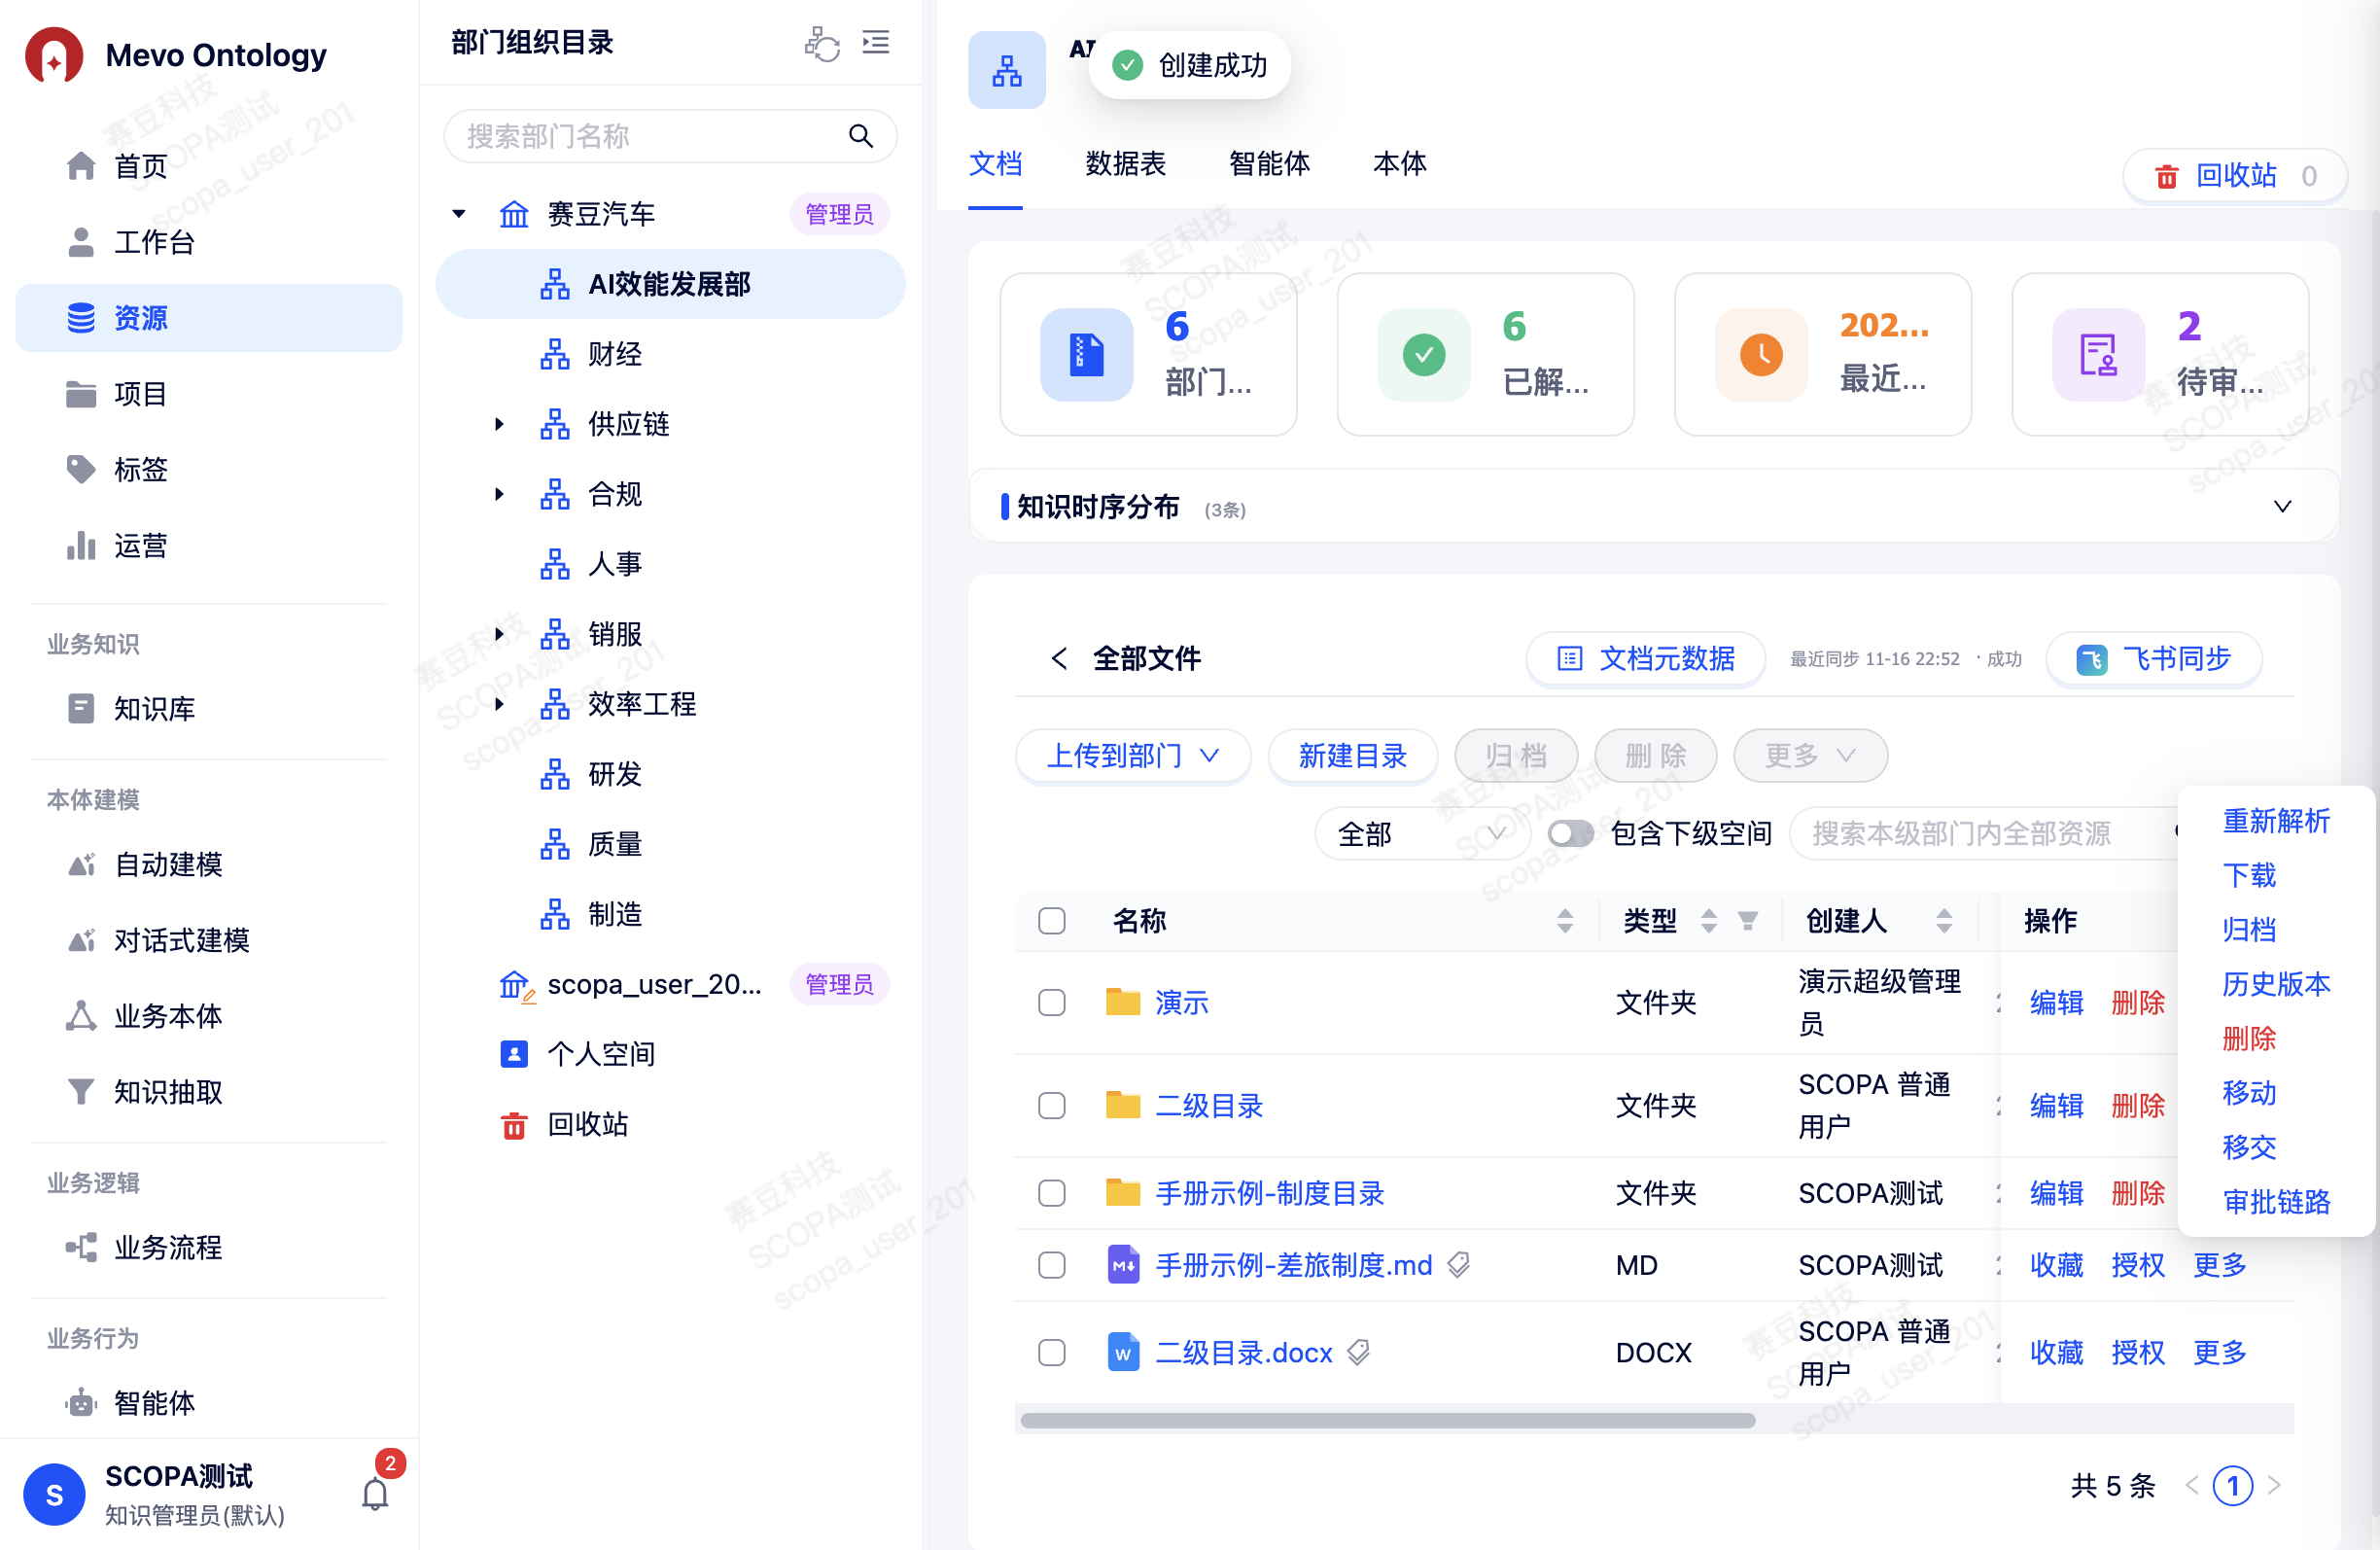 Mevo Ontology
首页
工作台
资源
项目
标签
运营
业务知识
知识库
本体建模
自动建模
对话式建模
业务本体
知识抽取
业务逻辑
业务流程
业务行为
智能体
S
SCOPA测试
知识管理员(默认)
2
部门组织目录
搜索部门名称
赛豆汽车 管理员
AI效能发展部
财经
供应链
合规
人事
销服
效率工程
研发
质量
制造
scopa_user_20... 管理员
个人空间
回收站
创建成功
文档 数据表 智能体 本体
回收站 0
6
部门...
6
已解...
202...
最近...
2
待审...
知识时序分布 (3条)
全部文件
文档元数据
最近同步 11-16 22:52 · 成功
飞书同步
上传到部门 新建目录 归 档 删 除 更多
全部 包含下级空间 搜索本级部门内全部资源
名称 类型 创建人 操作
演示 文件夹 演示超级管理员 编辑 删除
二级目录 文件夹 SCOPA 普通用户 编辑 删除
手册示例-制度目录 文件夹 SCOPA测试 编辑 删除
手册示例-差旅制度.md MD SCOPA测试 收藏 授权 更多
二级目录.docx DOCX SCOPA 普通用户 收藏 授权 更多
共 5 条 1
重新解析
下载
归档
历史版本
删除
移动
移交
审批链路
赛豆科技
SCOPA测试
scopa_user_201